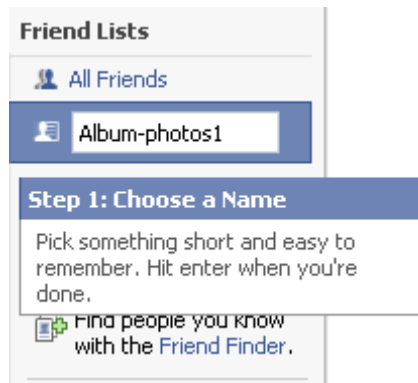 Friend Lists
All Friends
Album-photos1
Step 1: Choose a Name
Pick something short and easy to
remember. Hit enter when you're
done.
Find people you know
with the Friend Finder.